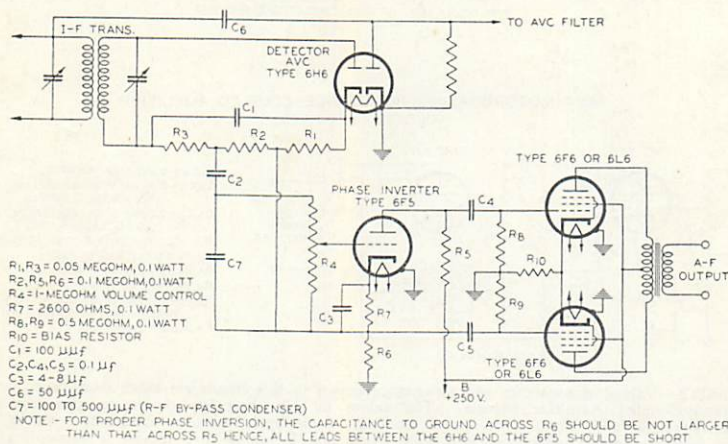 TO AVC FILTER
I-F TRANS.
C6
DETECTOR
AVC
TYPE 6H6
C1
R3
R2
R1
TYPE 6F6 OR 6L6
C2
PHASE INVERTER
TYPE 6F5
C4
R8
R5
R10
R4
C7
A-F
OUTPUT
R9
C3
R7
C5
R6
TYPE 6F6
OR 6L6
B
+250 V.
R1,R3 = 0.05 MEGOHM, 0.1 WATT
R2,R5,R6 = 0.1 MEGOHM, 0.1 WATT
R4 = 1-MEGOHM VOLUME CONTROL
R7 = 2600 OHMS, 0.1 WATT
R8,R9 = 0.5 MEGOHM, 0.1 WATT
R10 = BIAS RESISTOR
C1 = 100 μμf
C2,C4,C5 = 0.1 μf
C3 = 4-8 μf
C6 = 50 μμf
C7 = 100 TO 500 μμf (R-F BY-PASS CONDENSER)
NOTE:- FOR PROPER PHASE INVERSION, THE CAPACITANCE TO GROUND ACROSS R6 SHOULD BE NOT LARGER
THAN THAT ACROSS R5 HENCE, ALL LEADS BETWEEN THE 6H6 AND THE 6F5 SHOULD BE SHORT